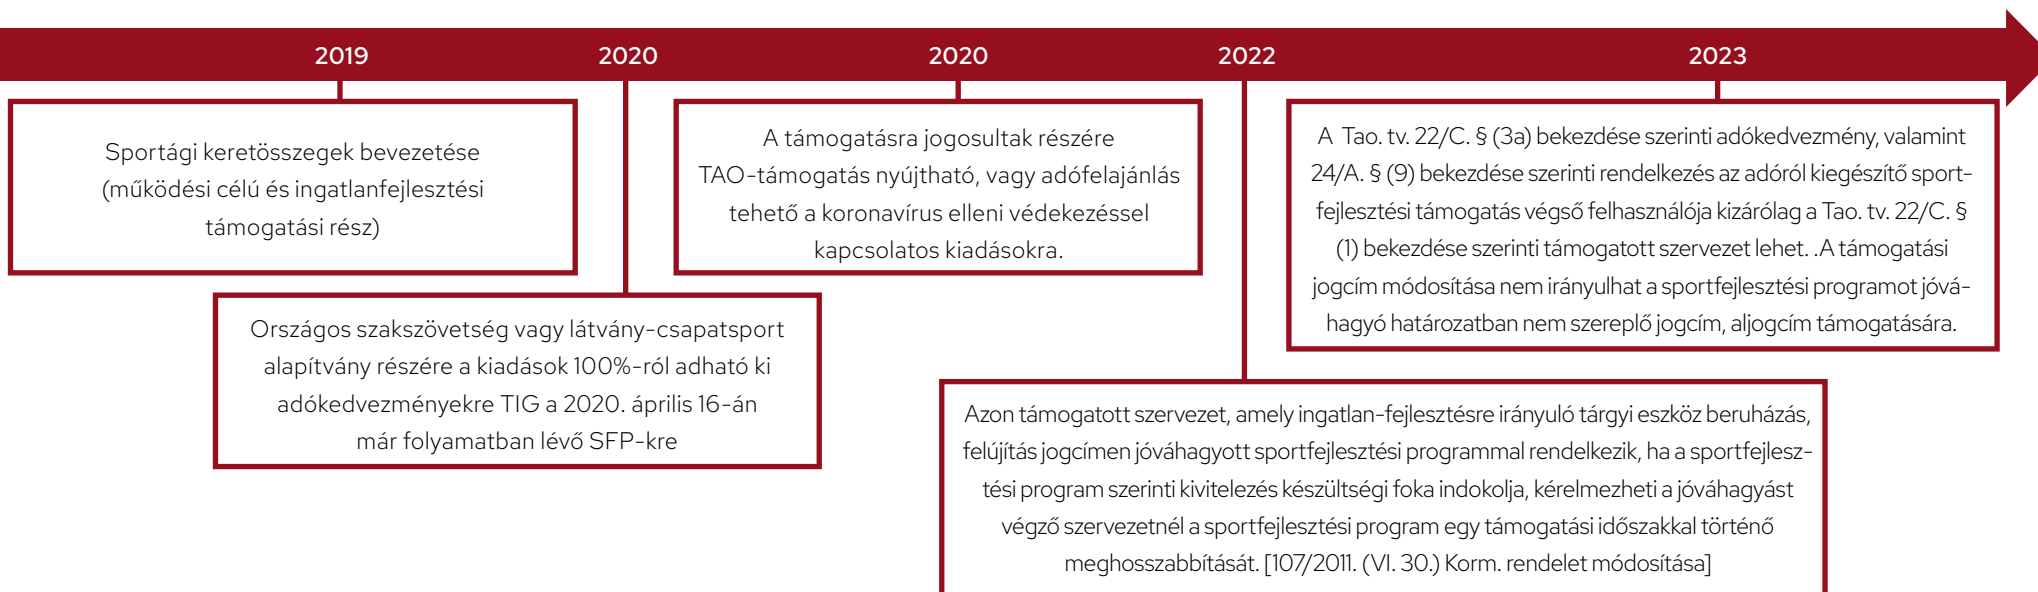 2019
2020
2020
2022
2023
Sportági keretösszegek bevezetése
(működési célú és ingatlanfejlesztési
támogatási rész)
Országos szakszövetség vagy látvány-csapatsport
alapítvány részére a kiadások 100%-ról adható ki
adókedvezményekre TIG a 2020. április 16-án
már folyamatban lévő SFP-kre
A támogatásra jogosultak részére
TAO-támogatás nyújtható, vagy adófelajánlás
tehető a koronavírus elleni védekezéssel
kapcsolatos kiadásokra.
Azon támogatott szervezet, amely ingatlan-fejlesztésre irányuló tárgyi eszköz beruházás,
felújítás jogcímen jóváhagyott sportfejlesztési programmal rendelkezik, ha a sportfejlesz-
tési program szerinti kivitelezés készültségi foka indokolja, kérelmezheti a jóváhagyást
végző szervezetnél a sportfejlesztési program egy támogatási időszakkal történő
meghosszabbítását. [107/2011. (VI. 30.) Korm. rendelet módosítása]
A Tao. tv. 22/C. § (3a) bekezdése szerinti adókedvezmény, valamint
24/A. § (9) bekezdése szerinti rendelkezés az adóról kiegészítő sport-
fejlesztési támogatás végső felhasználója kizárólag a Tao. tv. 22/C. §
(1) bekezdése szerinti támogatott szervezet lehet. .A támogatási
jogcím módosítása nem irányulhat a sportfejlesztési programot jóvá-
hagyó határozatban nem szereplő jogcím, aljogcím támogatására.